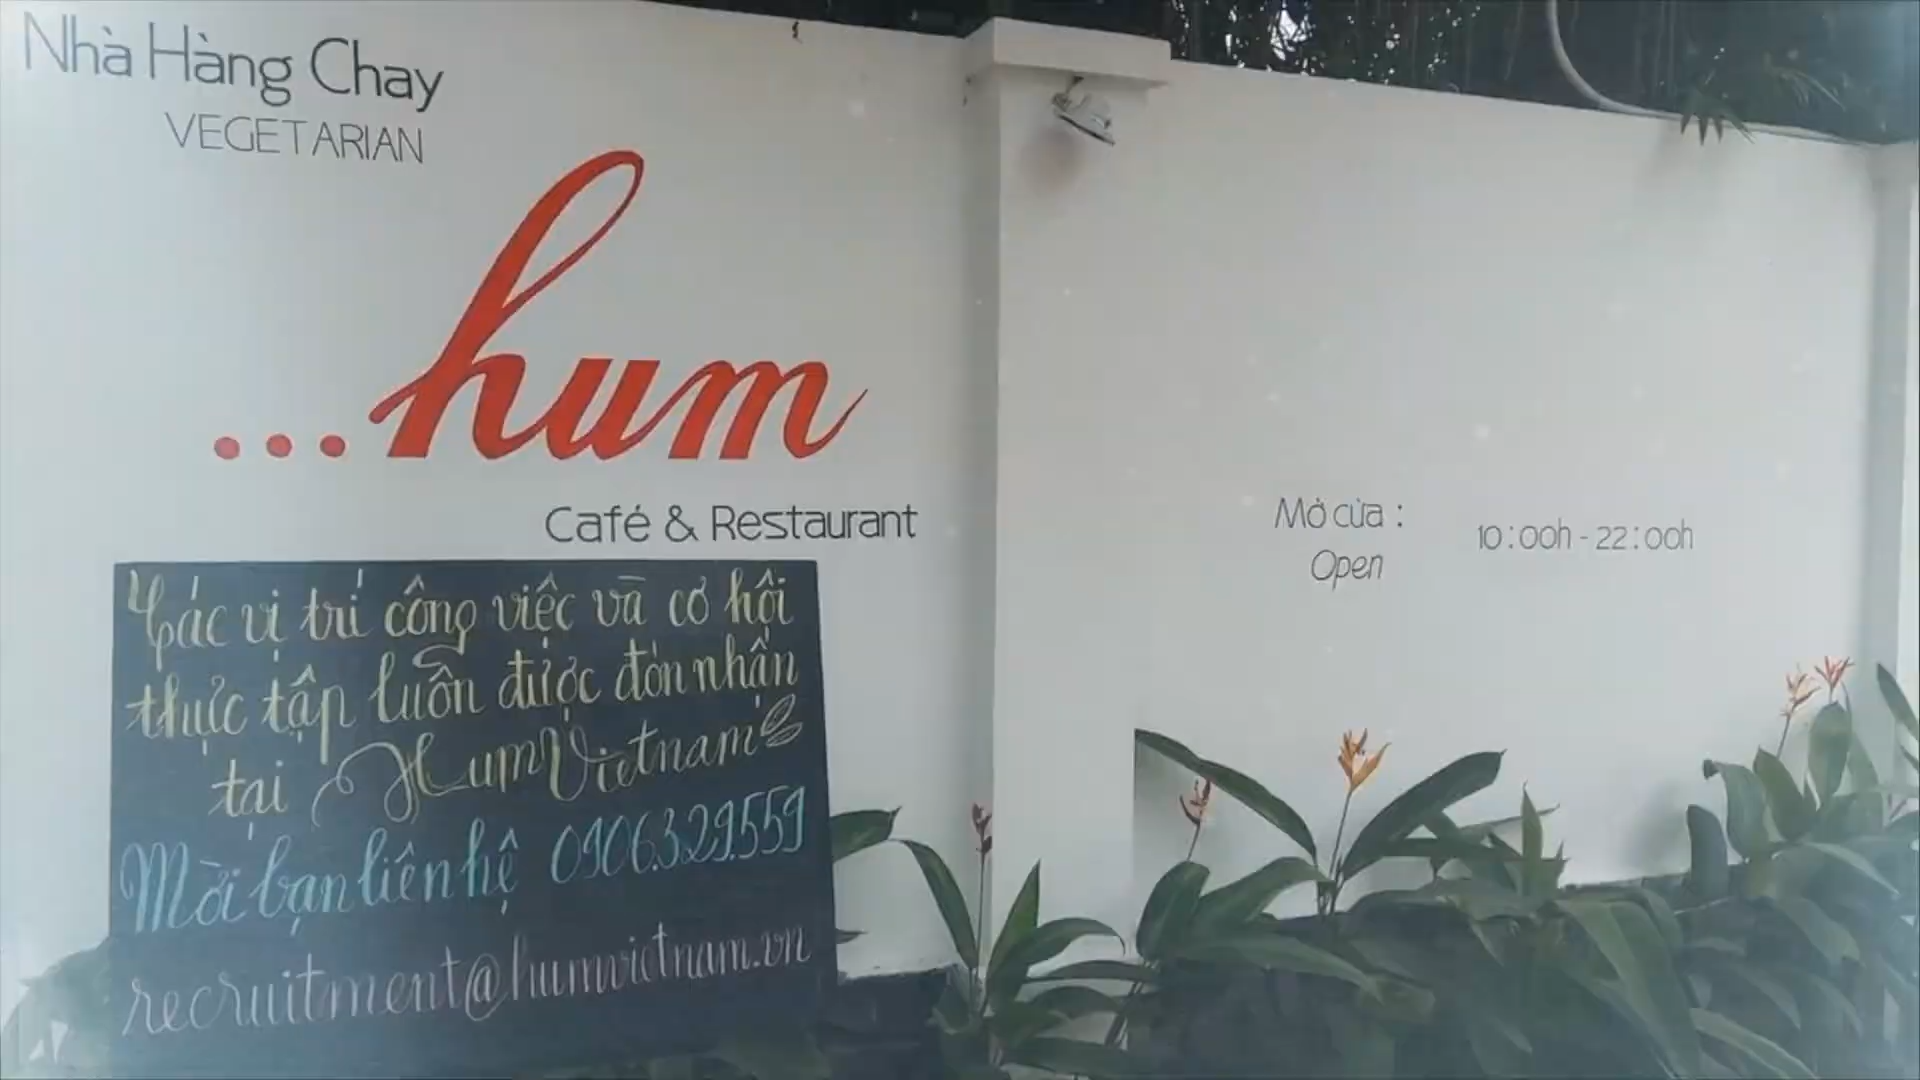 Nhà Hàng Chay
VEGETARIAN
...hum
Café & Restaurant
Các vị trí công việc và cơ hội
thực tập luôn được đón nhận
tại Hum Vietnam
Mời bạn liên hệ 0906.329.559
recruitment@humvietnam.vn
Mở cửa :
Open
10:00h - 22:00h